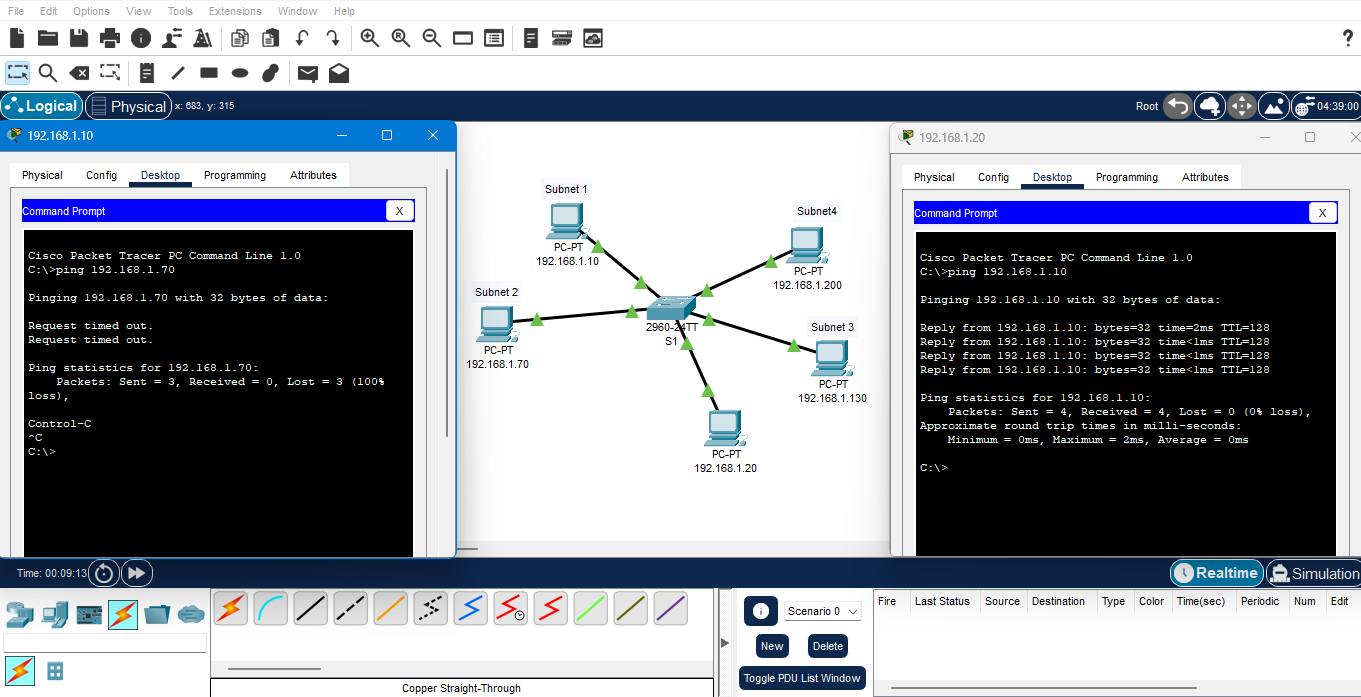 File Edit Options View Tools Extensions Window Help
?
Logical Physical x: 683, y: 315 Root 04:39:00
192.168.1.10
Physical Config Desktop Programming Attributes
Command Prompt X
Cisco Packet Tracer PC Command Line 1.0
C:\>ping 192.168.1.70
Pinging 192.168.1.70 with 32 bytes of data:
Request timed out.
Request timed out.
Ping statistics for 192.168.1.70:
Packets: Sent = 3, Received = 0, Lost = 3 (100%
loss),
Control-C
^C
C:\>
Subnet 1
PC-PT
192.168.1.10
Subnet4
PC-PT
192.168.1.200
Subnet 2
PC-PT
192.168.1.70
2960-24TT
S1
Subnet 3
PC-PT
192.168.1.130
PC-PT
192.168.1.20
192.168.1.20
Physical Config Desktop Programming Attributes
Command Prompt X
Cisco Packet Tracer PC Command Line 1.0
C:\>ping 192.168.1.10
Pinging 192.168.1.10 with 32 bytes of data:
Reply from 192.168.1.10: bytes=32 time=2ms TTL=128
Reply from 192.168.1.10: bytes=32 time<1ms TTL=128
Reply from 192.168.1.10: bytes=32 time<1ms TTL=128
Reply from 192.168.1.10: bytes=32 time<1ms TTL=128
Ping statistics for 192.168.1.10:
Packets: Sent = 4, Received = 4, Lost = 0 (0% loss),
Approximate round trip times in milli-seconds:
Minimum = 0ms, Maximum = 2ms, Average = 0ms
C:\>
Time: 00:09:13 Realtime Simulation
Scenario 0
New Delete
Toggle PDU List Window
Fire Last Status Source Destination Type Color Time(sec) Periodic Num Edit
Copper Straight-Through